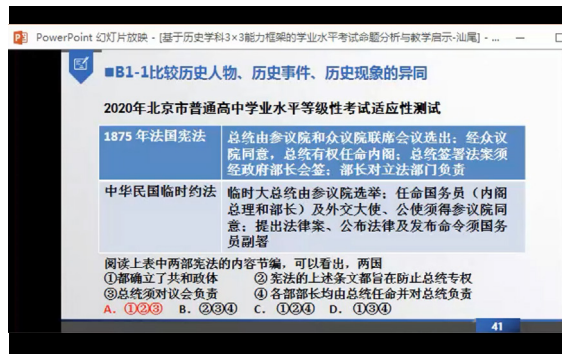 PowerPoint 幻灯片放映 - [基于历史学科3×3能力框架的学业水平考试命题分析与教学启示-汕尾] - ...
■B1-1比较历史人物、历史事件、历史现象的异同
2020年北京市普通高中学业水平等级性考试适应性测试
1875 年法国宪法
总统由参议院和众议院联席会议选出；经众议
院同意，总统有权任命内阁；总统签署法案须
经政府部长会签；部长对立法部门负责
中华民国临时约法
临时大总统由参议院选举；任命国务员（内阁
总理和部长）及外交大使、公使须得参议院同
意；提出法律案、公布法律及发布命令须国务
员副署
阅读上表中两部宪法的内容节编，可以看出，两国
①都确立了共和政体 ②宪法的上述条文都旨在防止总统专权
③总统须对议会负责 ④各部部长均由总统任命并对总统负责
A. ①②③ B. ②③④ C. ①②④ D. ①③④
41